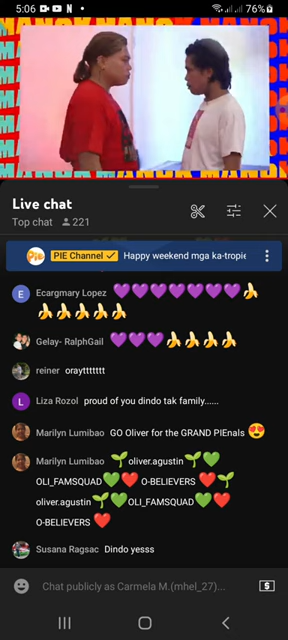 5:06
N
76%
MANOK
Live chat
Top chat 221
Pie PIE Channel Happy weekend mga ka-tropie
E Ecargmary Lopez 💜💜💜💜💜💜💜🍌
🍌🍌🍌🍌🍌
Gelay- RalphGail 💜💜💜🍌🍌🍌🍌
reiner orayttttttt
L Liza Rozol proud of you dindo tak family......
Marilyn Lumibao GO Oliver for the GRAND PIEnals 😍
Marilyn Lumibao 🌱oliver.agustin🌱💚
OLI_FAMSQUAD💚❤️ O-BELIEVERS ❤️🌱
oliver.agustin🌱💚OLI_FAMSQUAD💚❤️
O-BELIEVERS ❤️
Susana Ragsac Dindo yesss
Chat publicly as Carmela M.(mhel_27)...